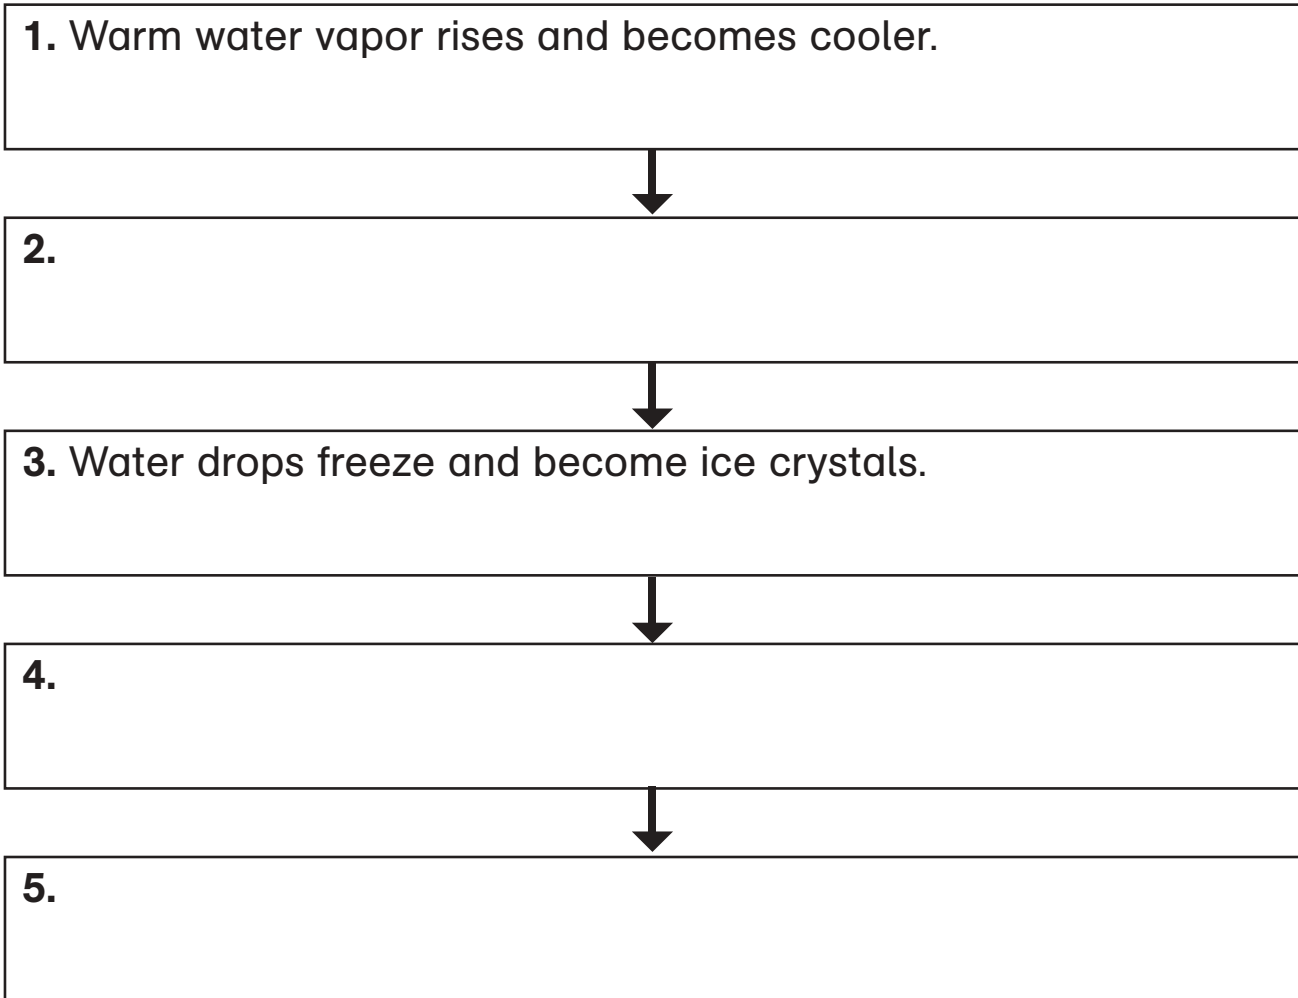 1. Warm water vapor rises and becomes cooler.
2.
3. Water drops freeze and become ice crystals.
4.
5.